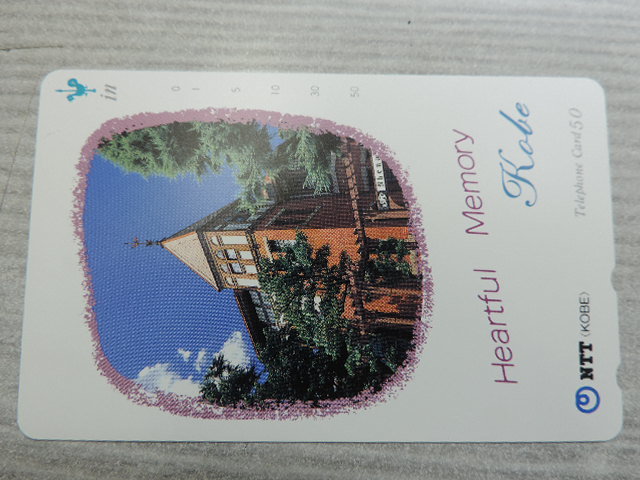 in
0 1 5 10 30 50
Heartful Memory
Kobe
Telephone Card 50
NTT (KOBE)